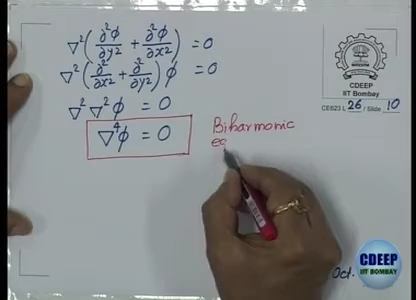 ∇²(∂²φ/∂y² + ∂²φ/∂x²) = 0
∇²(∂²/∂x² + ∂²/∂y²) φ = 0
∇² ∇² φ = 0
∇⁴ φ = 0
Biharmonic
eq
CDEEP
IIT Bombay
CE623 L 26 / Slide 10
Oct.
CDEEP
IIT BOMBAY